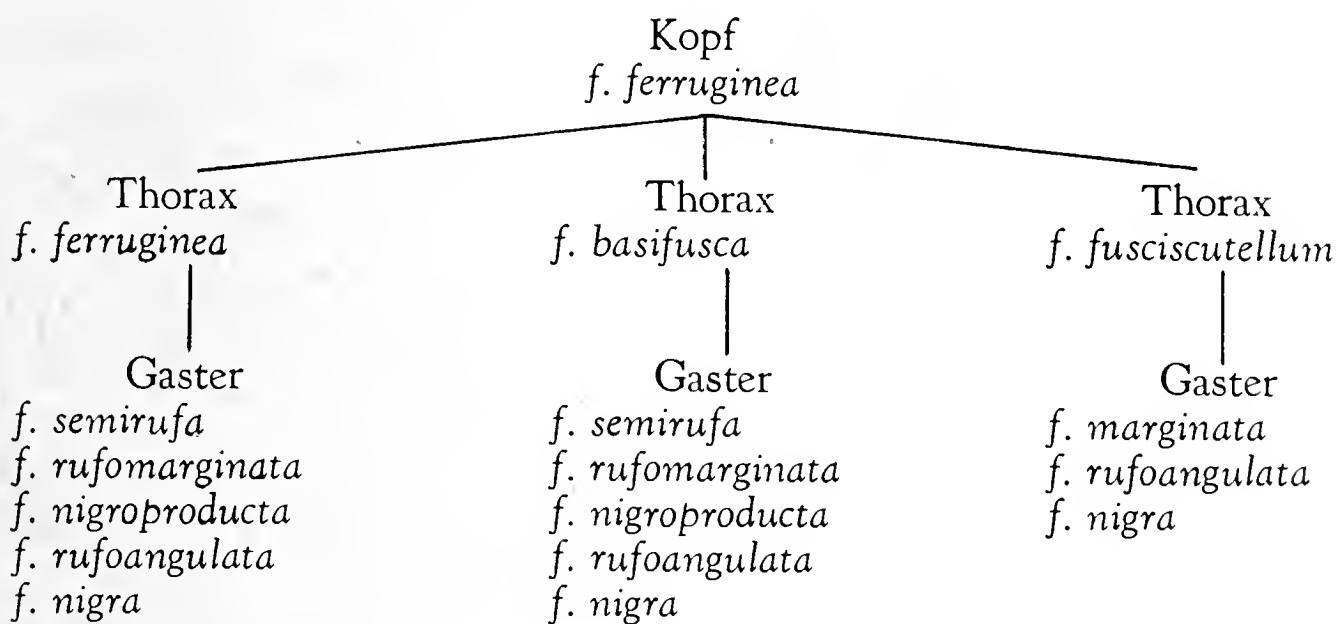 Kopf
f. ferruginea
Thorax
f. ferruginea
Gaster
f. semirufa
f. rufomarginata
f. nigroproducta
f. rufoangulata
f. nigra
Thorax
f. basifusca
Gaster
f. semirufa
f. rufomarginata
f. nigroproducta
f. rufoangulata
f. nigra
Thorax
f. fusciscutellum
Gaster
f. marginata
f. rufoangulata
f. nigra